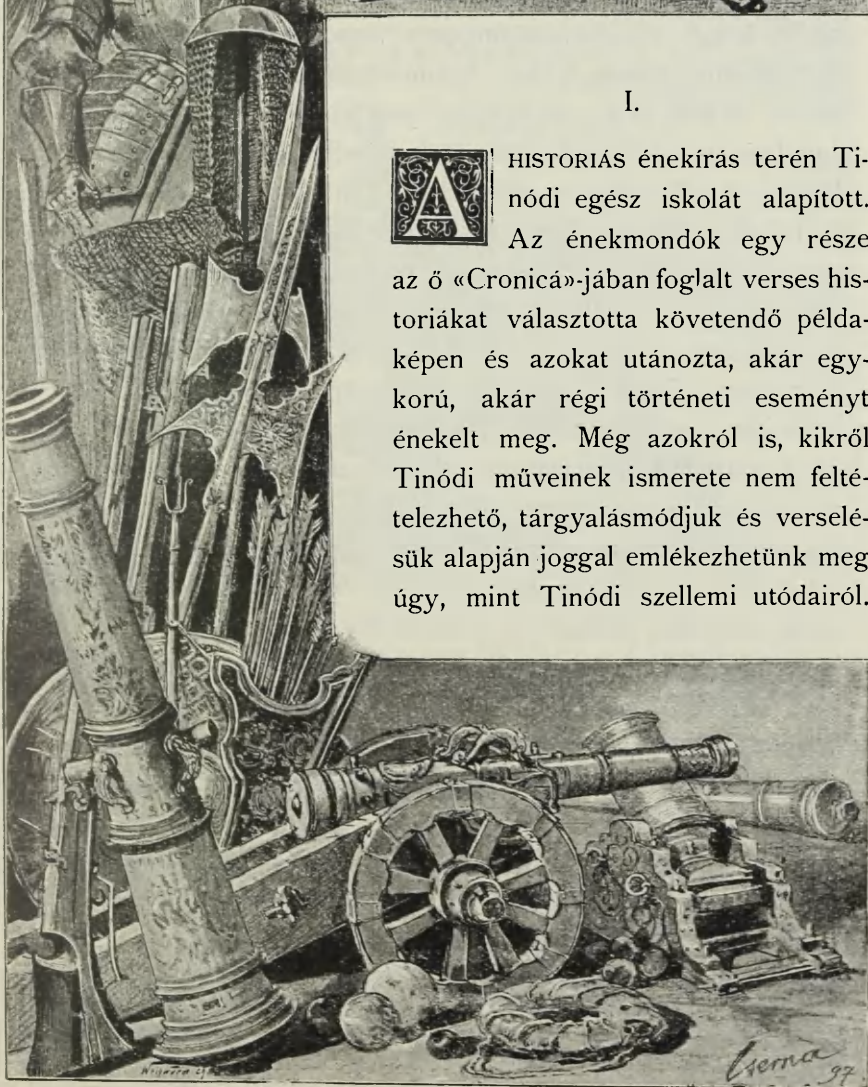 I.
A HISTORIÁS énekírás terén Ti-
nódi egész iskolát alapított.
Az énekmondók egy része
az ő «Cronicá»-jában foglalt verses his-
toriákat választotta követendő példa-
képen és azokat utánozta, akár egy-
korú, akár régi történeti eseményt
énekelt meg. Még azokról is, kikről
Tinódi műveinek ismerete nem felté-
telezhető, tárgyalásmódjuk és verselé-
sük alapján joggal emlékezhetünk meg
úgy, mint Tinódi szellemi utódairól.
Cserna
97